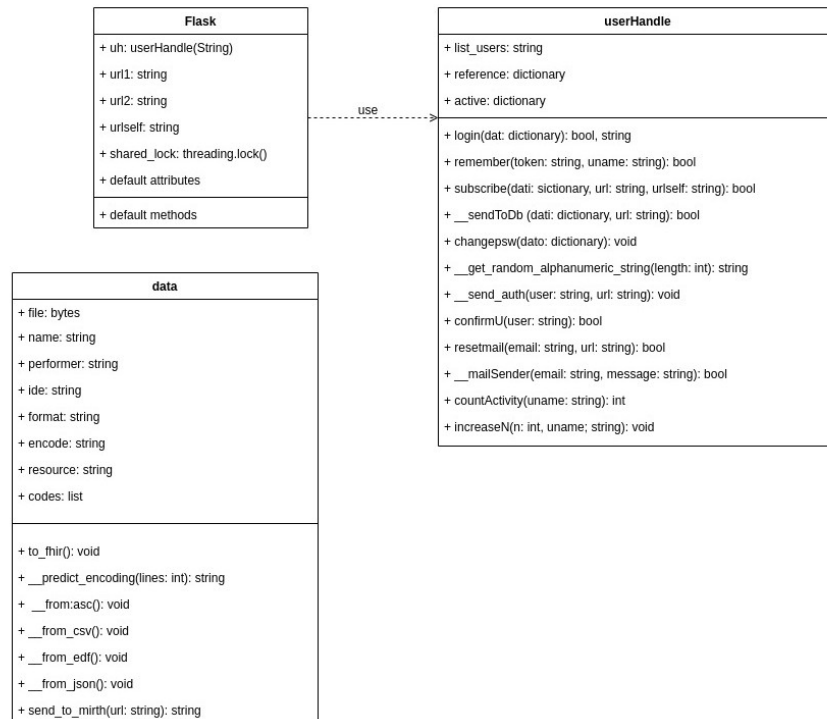 Flask
+ uh: userHandle(String)
+ url1: string
+ url2: string
+ urlself: string
+ shared_lock: threading.lock()
+ default attributes
+ default methods
use
userHandle
+ list_users: string
+ reference: dictionary
+ active: dictionary
+ login(dat: dictionary): bool, string
+ remember(token: string, uname: string): bool
+ subscribe(dati: sictionary, url: string, urlself: string): bool
+ __sendToDb (dati: dictionary, url: string): bool
+ changepsw(dato: dictionary): void
+ __get_random_alphanumeric_string(length: int): string
+ __send_auth(user: string, url: string): void
+ confirmU(user: string): bool
+ resetmail(email: string, url: string): bool
+ __mailSender(email: string, message: string): bool
+ countActivity(uname: string): int
+ increaseN(n: int, uname; string): void
data
+ file: bytes
+ name: string
+ performer: string
+ ide: string
+ format: string
+ encode: string
+ resource: string
+ codes: list
+ to_fhir(): void
+ __predict_encoding(lines: int): string
+ __from:asc(): void
+ __from_csv(): void
+ __from_edf(): void
+ __from_json(): void
+ send_to_mirth(url: string): string